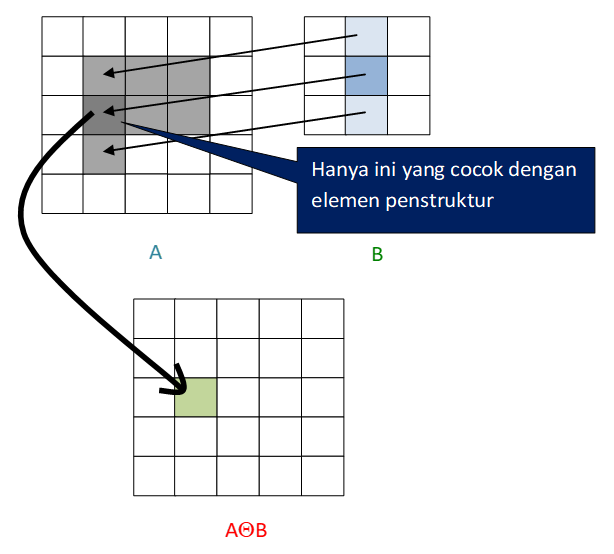 Hanya ini yang cocok dengan
elemen penstruktur
A
B
AΘB